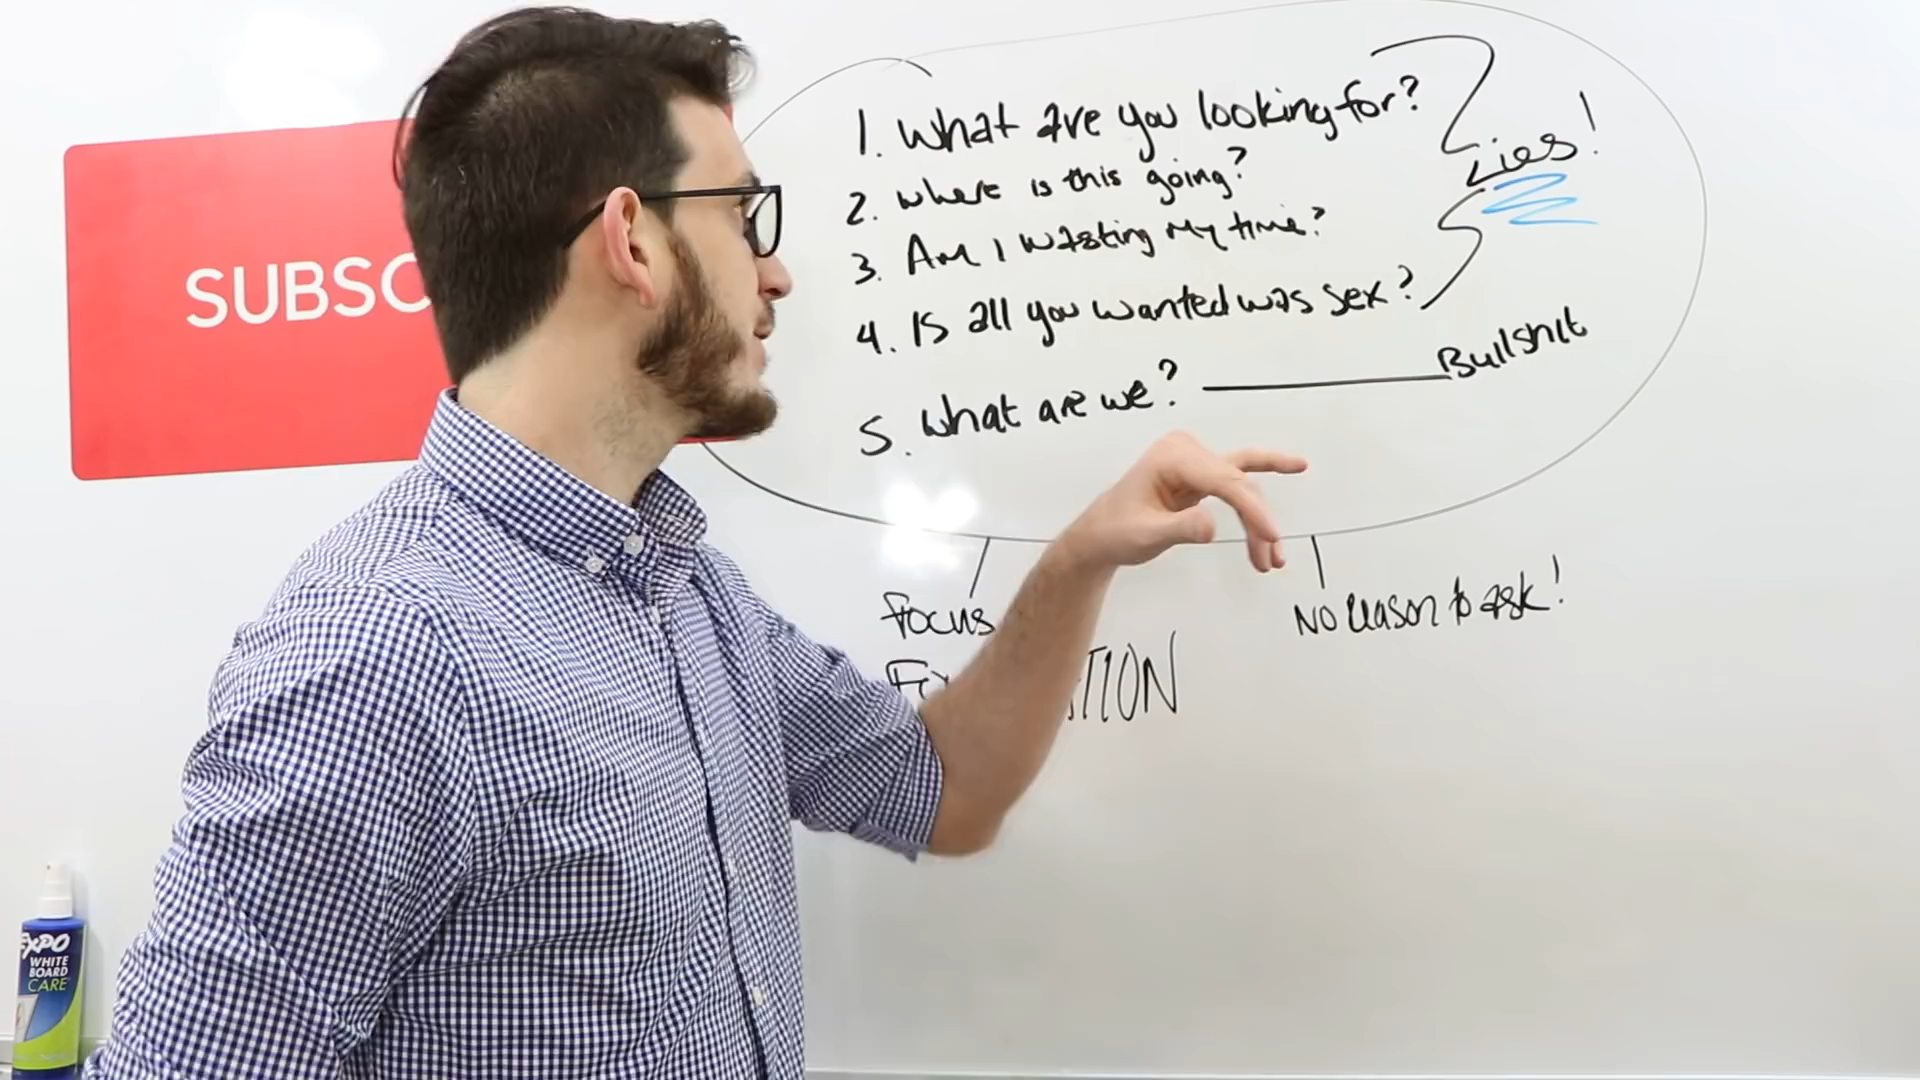 SUBSC
1. What are you looking for?
Lies!
2. Where is this going?
3. Am I wasting my time?
4. Is all you wanted was sex?
Bullshit
5. What are we?
Focus
No reason to ask!
TION
EXPO
WHITE
BOARD
CARE